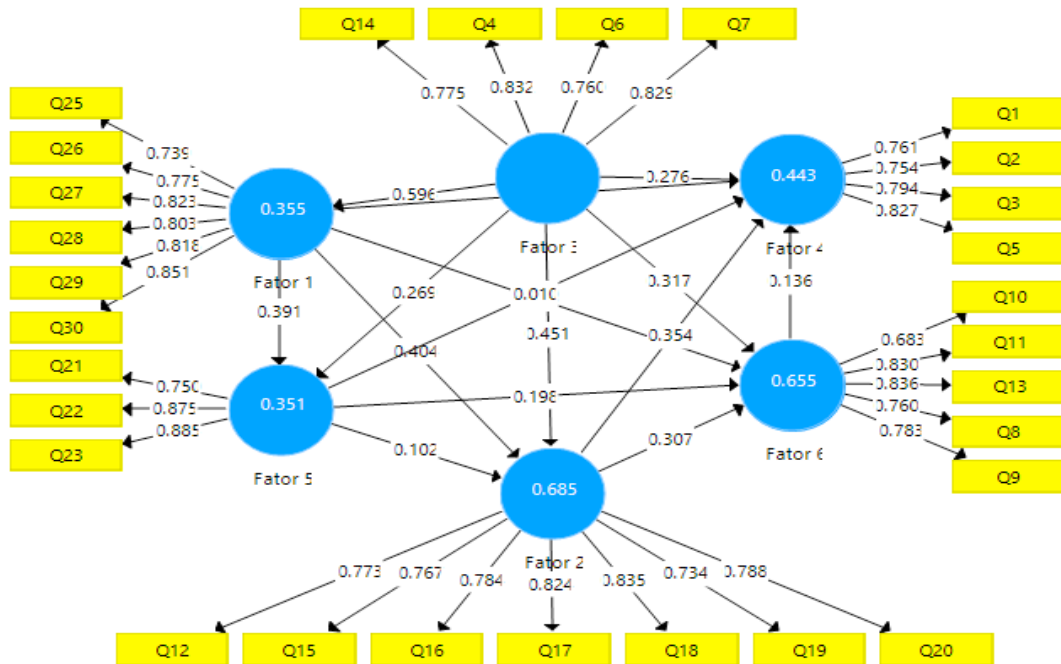 Q14 Q4 Q6 Q7
0.775 0.832 0.760 0.829
Q25
Q26
Q27
Q28
Q29
Q30
0.739
0.775
0.823
0.803
0.818
0.851
0.355
Fator 1
Fator 3
0.443
Fator 4
0.761
0.754
0.794
0.827
Q1
Q2
Q3
Q5
0.596
0.276
0.269
0.010
0.317
0.136
0.391
0.404
0.451
0.354
Q21
Q22
Q23
0.750
0.875
0.885
0.351
Fator 5
0.198
0.102
0.307
0.655
Fator 6
0.683
0.830
0.836
0.760
0.783
Q10
Q11
Q13
Q8
Q9
0.685
Fator 2
0.773 0.767 0.784 0.824 0.835 0.734 0.788
Q12 Q15 Q16 Q17 Q18 Q19 Q20